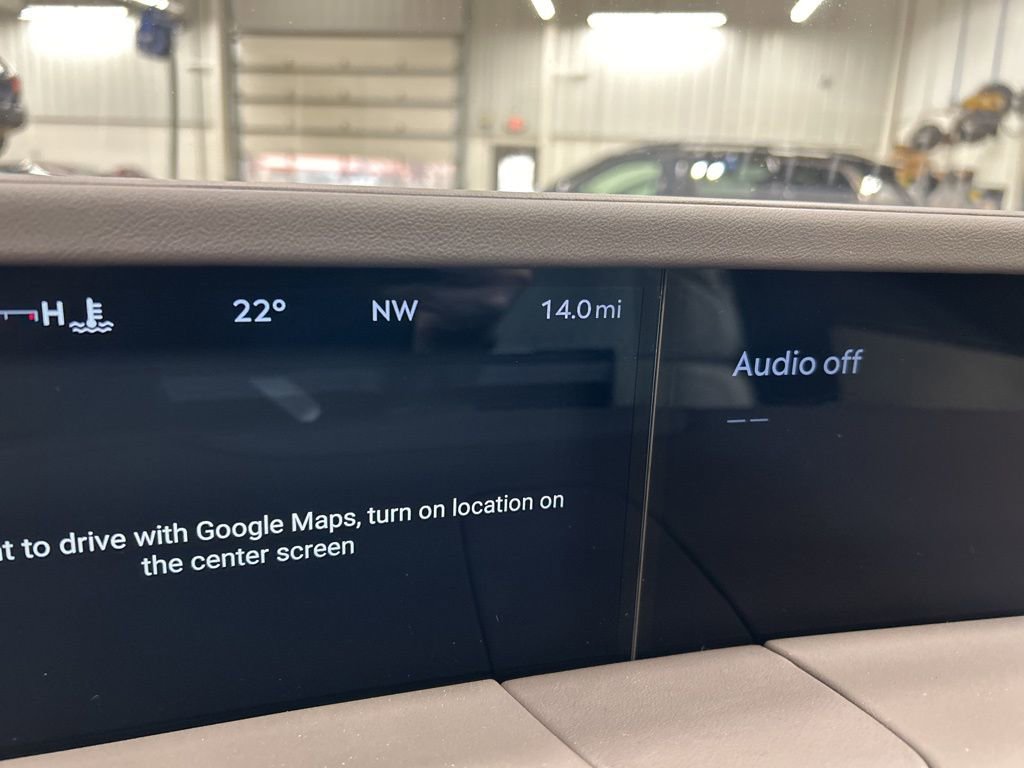 H 22° NW 14.0 mi
Audio off
-- 
to drive with Google Maps, turn on location on
the center screen